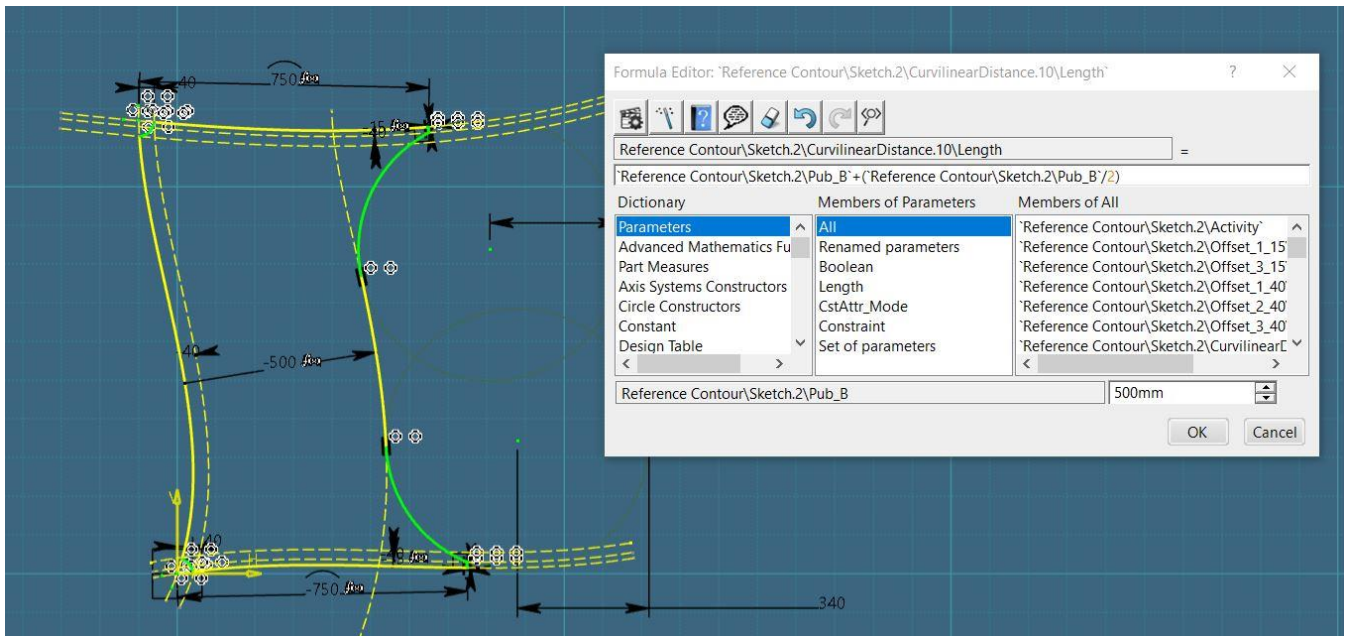 Formula Editor: `Reference Contour\Sketch.2\CurvilinearDistance.10\Length`
?
Reference Contour\Sketch.2\CurvilinearDistance.10\Length
=
`Reference Contour\Sketch.2\Pub_B`+(`Reference Contour\Sketch.2\Pub_B`/2)
Dictionary Members of Parameters Members of All
Parameters All `Reference Contour\Sketch.2\Activity`
Advanced Mathematics Fu Renamed parameters `Reference Contour\Sketch.2\Offset_1_15`
Part Measures Boolean `Reference Contour\Sketch.2\Offset_3_15`
Axis Systems Constructors Length `Reference Contour\Sketch.2\Offset_1_40`
Circle Constructors CstAttr_Mode `Reference Contour\Sketch.2\Offset_2_40`
Constant Constraint `Reference Contour\Sketch.2\Offset_3_40`
Design Table Set of parameters `Reference Contour\Sketch.2\Curvilinear
Reference Contour\Sketch.2\Pub_B 500mm
OK Cancel
40
750 f(x)
40
500 f(x)
40
750 f(x)
340
H
V